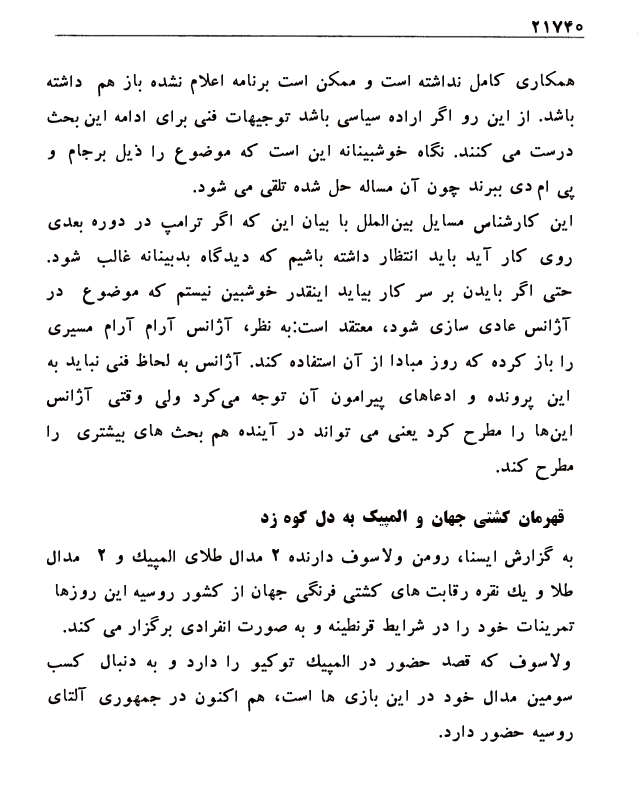 ۲۱۷۴۰
همکاری کامل نداشته است و ممکن است برنامه اعلام نشده باز هم داشته
باشد. از این رو اگر اراده سیاسی باشد توجیهات فنی برای ادامه این بحث
درست می کنند. نگاه خوشبینانه این است که موضوع را ذیل برجام و
پی ام دی ببرند چون آن مساله حل شده تلقی می شود.
این کارشناس مسایل بین‌الملل با بیان این که اگر ترامپ در دوره بعدی
روی کار آید باید انتظار داشته باشیم که دیدگاه بدبینانه غالب شود.
حتی اگر بایدن بر سر کار بیاید اینقدر خوشبین نیستم که موضوع در
آژانس عادی سازی شود، معتقد است:به نظر، آژانس آرام آرام مسیری
را باز کرده که روز مبادا از آن استفاده کند. آژانس به لحاظ فنی نباید به
این پرونده و ادعاهای پیرامون آن توجه می‌کرد ولی وقتی آژانس
این‌ها را مطرح کرد یعنی می تواند در آینده هم بحث های بیشتری را
مطرح کند.
قهرمان کشتی جهان و المپیک به دل کوه زد
به گزارش ایسنا، رومن ولاسوف دارنده ۲ مدال طلای المپیك و ۲ مدال
طلا و یك نقره رقابت های کشتی فرنگی جهان از کشور روسیه این روزها
تمرینات خود را در شرایط قرنطینه و به صورت انفرادی برگزار می کند.
ولاسوف که قصد حضور در المپیك توکیو را دارد و به دنبال کسب
سومین مدال خود در این بازی ها است، هم اکنون در جمهوری آلتای
روسیه حضور دارد.